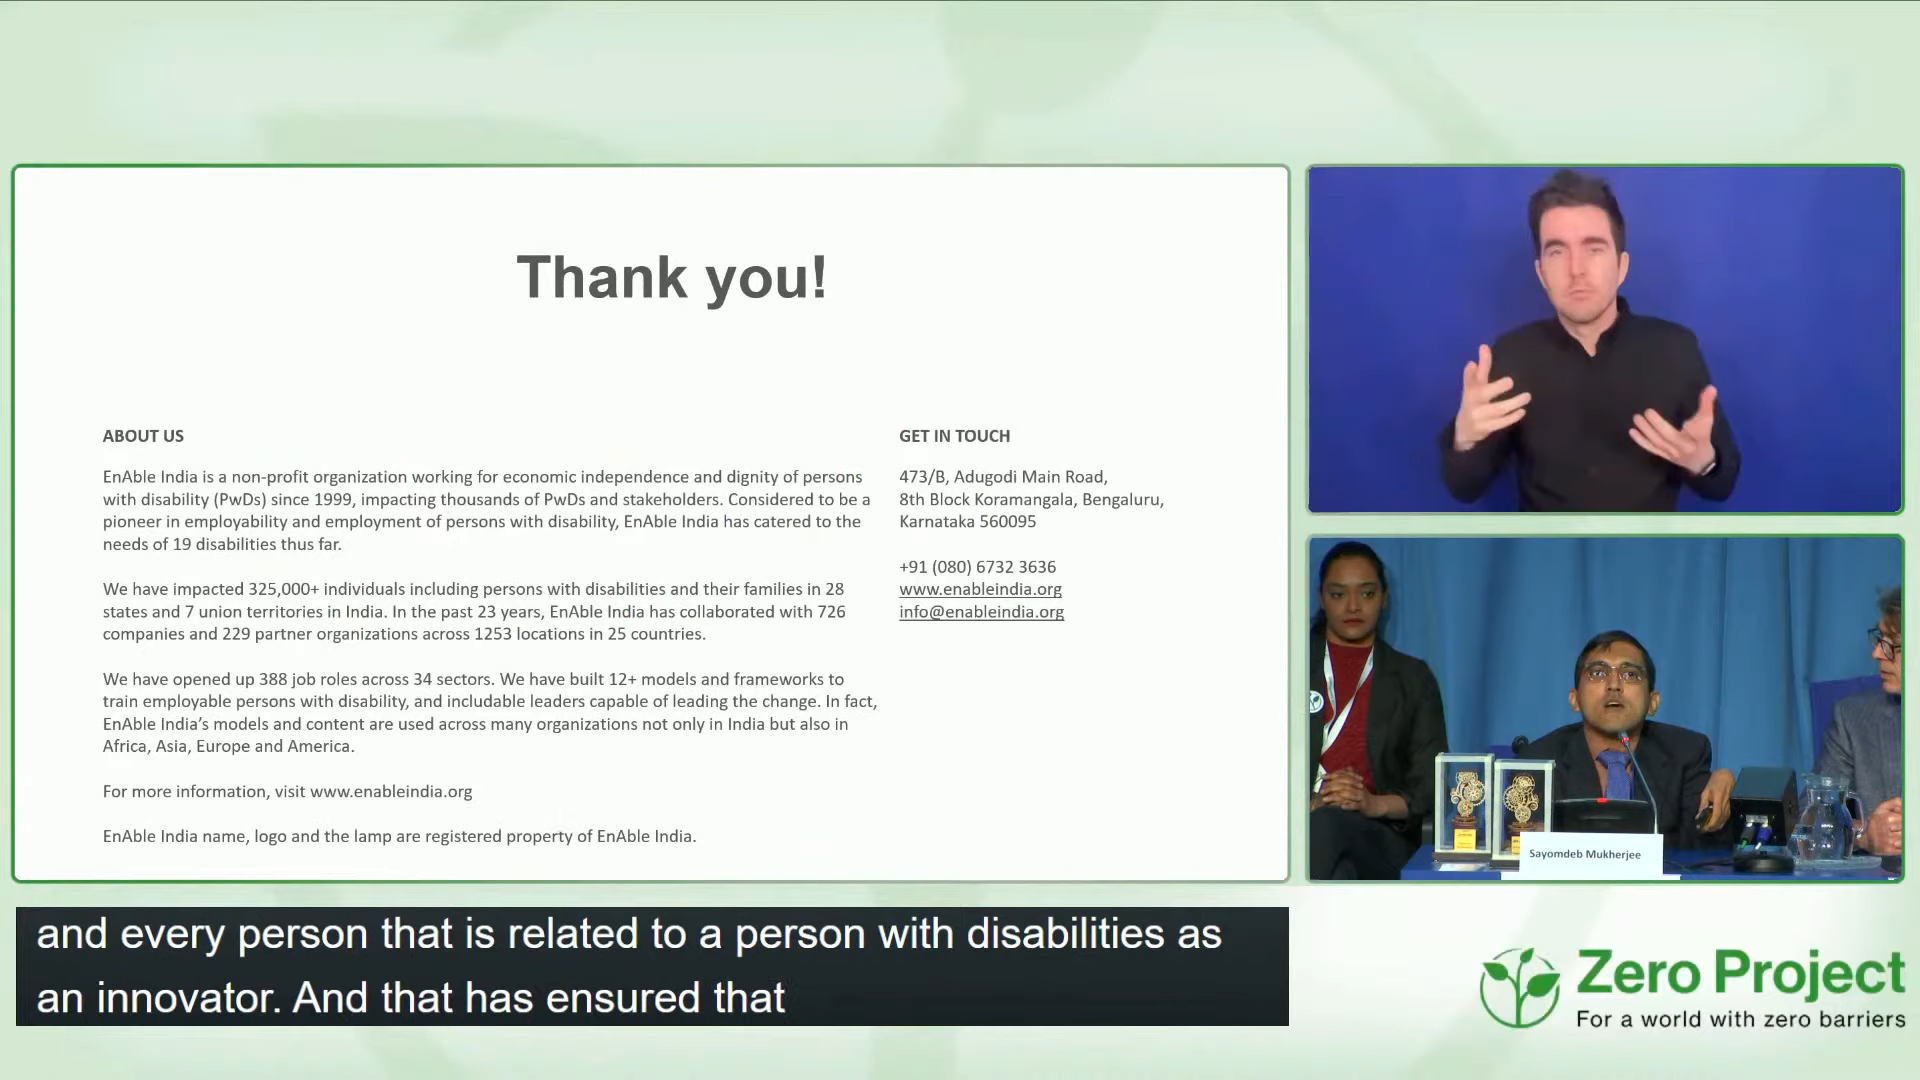 Thank you!
ABOUT US
EnAble India is a non-profit organization working for economic independence and dignity of persons
with disability (PwDs) since 1999, impacting thousands of PwDs and stakeholders. Considered to be a
pioneer in employability and employment of persons with disability, EnAble India has catered to the
needs of 19 disabilities thus far.
We have impacted 325,000+ individuals including persons with disabilities and their families in 28
states and 7 union territories in India. In the past 23 years, EnAble India has collaborated with 726
companies and 229 partner organizations across 1253 locations in 25 countries.
We have opened up 388 job roles across 34 sectors. We have built 12+ models and frameworks to
train employable persons with disability, and includable leaders capable of leading the change. In fact,
EnAble India’s models and content are used across many organizations not only in India but also in
Africa, Asia, Europe and America.
For more information, visit www.enableindia.org
EnAble India name, logo and the lamp are registered property of EnAble India.
GET IN TOUCH
473/B, Adugodi Main Road,
8th Block Koramangala, Bengaluru,
Karnataka 560095
+91 (080) 6732 3636
www.enableindia.org
info@enableindia.org
Sayomdeb Mukherjee
and every person that is related to a person with disabilities as
an innovator. And that has ensured that
Zero Project
For a world with zero barriers